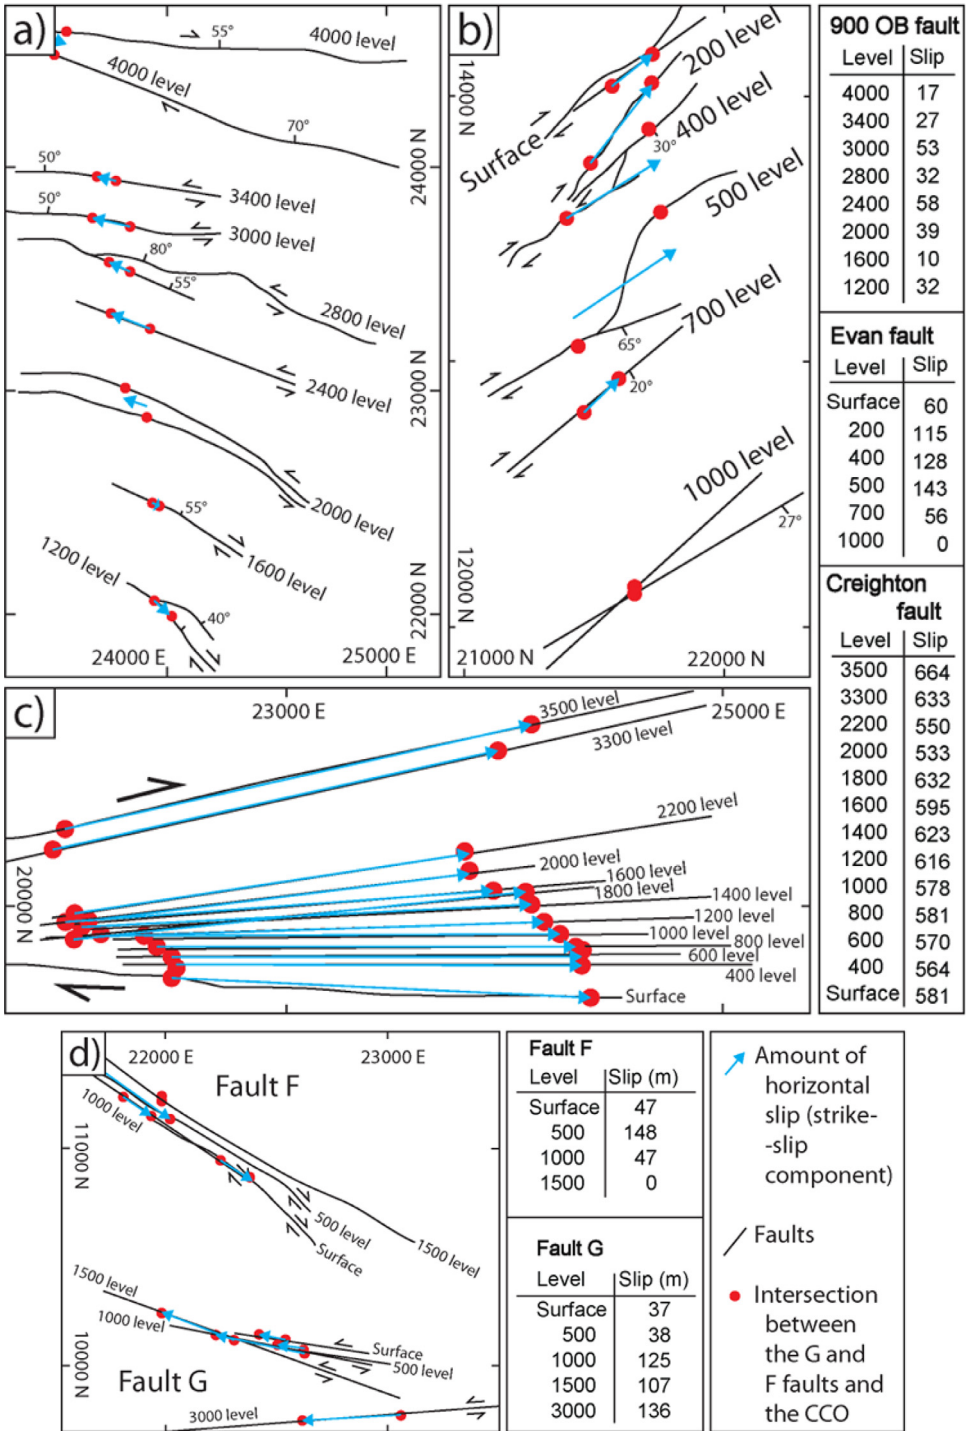 a)
55°
4000 level
4000 level
70°
24000 N
50°
3400 level
50°
3000 level
80°
55°
2800 level
23000 N
2400 level
2000 level
55°
1600 level
1200 level
40°
22000 N
24000 E
25000 E
b)
14000 N
200 level
400 level
Surface
30°
500 level
700 level
65°
20°
1000 level
27°
12000 N
21000 N
22000 N
900 OB fault
Level Slip
4000 17
3400 27
3000 53
2800 32
2400 58
2000 39
1600 10
1200 32
Evan fault
Level Slip
Surface 60
200 115
400 128
500 143
700 56
1000 0
Creighton
fault
Level Slip
3500 664
3300 633
2200 550
2000 533
1800 632
1600 595
1400 623
1200 616
1000 578
800 581
600 570
400 564
Surface 581
c)
23000 E
25000 E
3500 level
3300 level
2200 level
2000 level
1600 level
1800 level
1400 level
1200 level
1000 level
800 level
600 level
400 level
Surface
20000 N
d)
22000 E
23000 E
Fault F
1000 level
11000 N
500 level
1500 level
Surface
1500 level
1000 level
Surface
500 level
10000 N
Fault G
3000 level
Fault F
Level Slip (m)
Surface 47
500 148
1000 47
1500 0
Fault G
Level Slip (m)
Surface 37
500 38
1000 125
1500 107
3000 136
Amount of
horizontal
slip (strike-
-slip
component)
Faults
Intersection
between
the G and
F faults and
the CCO